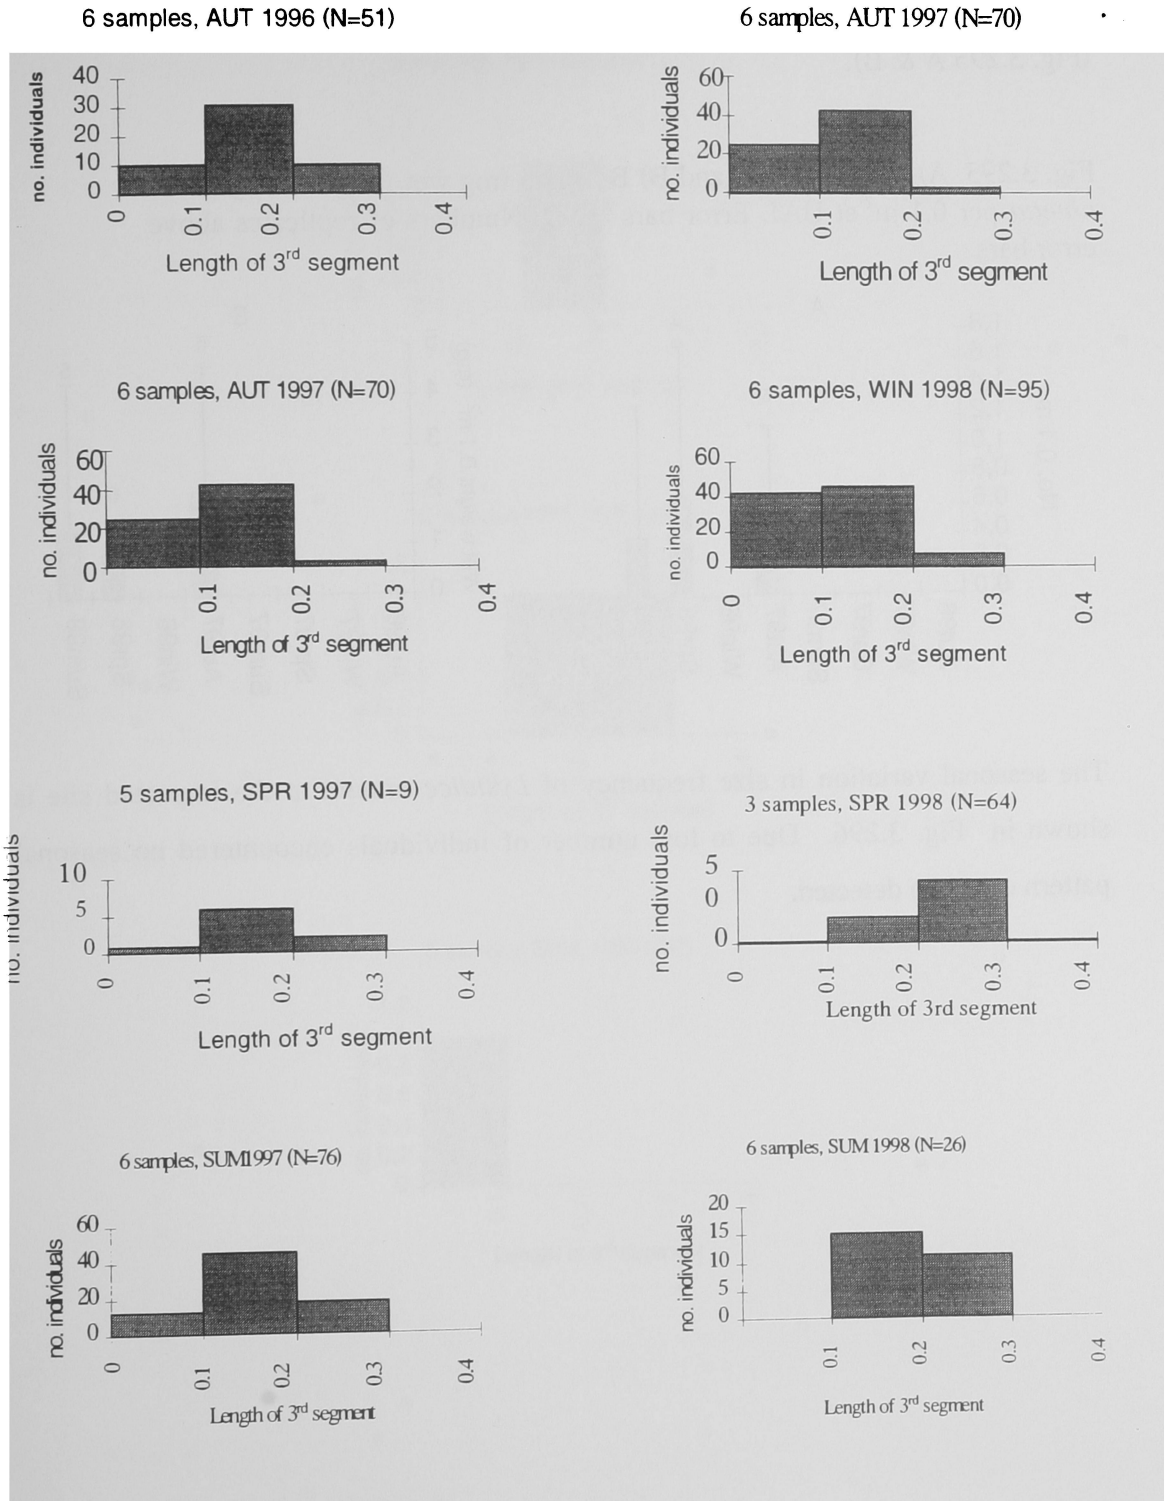 6 samples, AUT 1996 (N=51)
no. individuals
40
30
20
10
0
0 0.1 0.2 0.3 0.4
Length of 3rd segment
6 samples, AUT 1997 (N=70)
no. individuals
60
40
20
0
0.1 0.2 0.3 0.4
Length of 3rd segment
6 samples, AUT 1997 (N=70)
no. individuals
60
40
20
0
0.1 0.2 0.3 0.4
Length of 3rd segment
6 samples, WIN 1998 (N=95)
no. individuals
60
40
20
0
0 0.1 0.2 0.3 0.4
Length of 3rd segment
5 samples, SPR 1997 (N=9)
no. individuals
10
5
0
0 0.1 0.2 0.3 0.4
Length of 3rd segment
3 samples, SPR 1998 (N=64)
no. individuals
5
0
0
0 0.1 0.2 0.3 0.4
Length of 3rd segment
6 samples, SUM1997 (N=76)
no. individuals
60
40
20
0
0 0.1 0.2 0.3 0.4
Length of 3rd segment
6 samples, SUM 1998 (N=26)
no. individuals
20
15
10
5
0
0.1 0.2 0.3 0.4
Length of 3rd segment